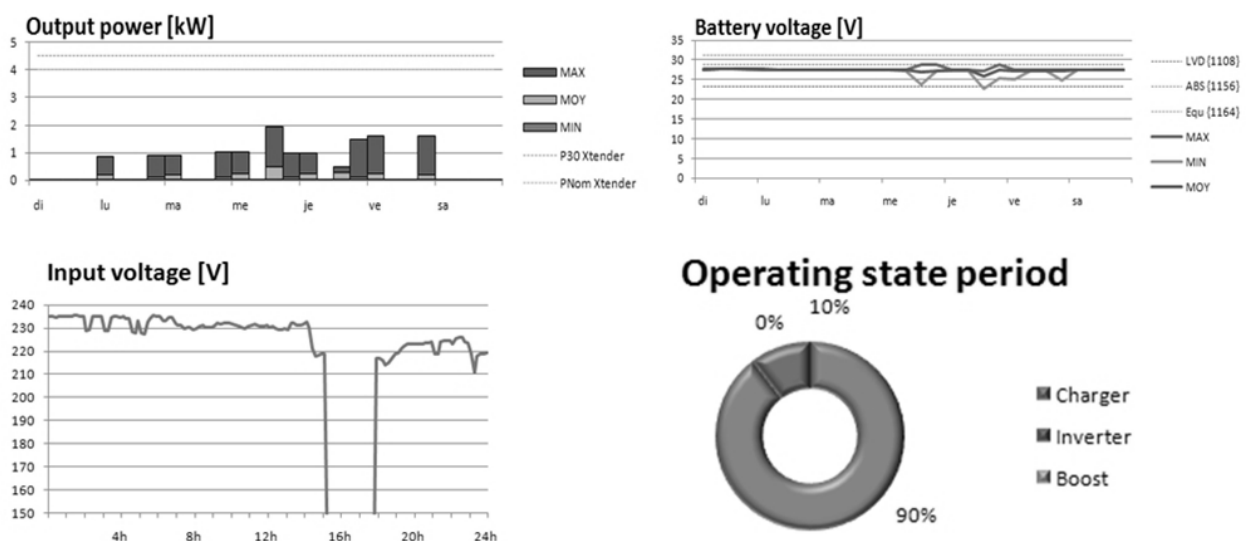 Output power [kW]
5
4
3
2
1
0
di lu ma me je ve sa
MAX
MOY
MIN
P30 Xtender
PNom Xtender
Battery voltage [V]
35
30
25
20
15
10
5
0
di lu ma me je ve sa
LVD {1108}
ABS {1156}
Equ {1164}
MAX
MIN
MOY
Input voltage [V]
240
230
220
210
200
190
180
170
160
150
4h 8h 12h 16h 20h 24h
Operating state period
0% 10%
90%
Charger
Inverter
Boost